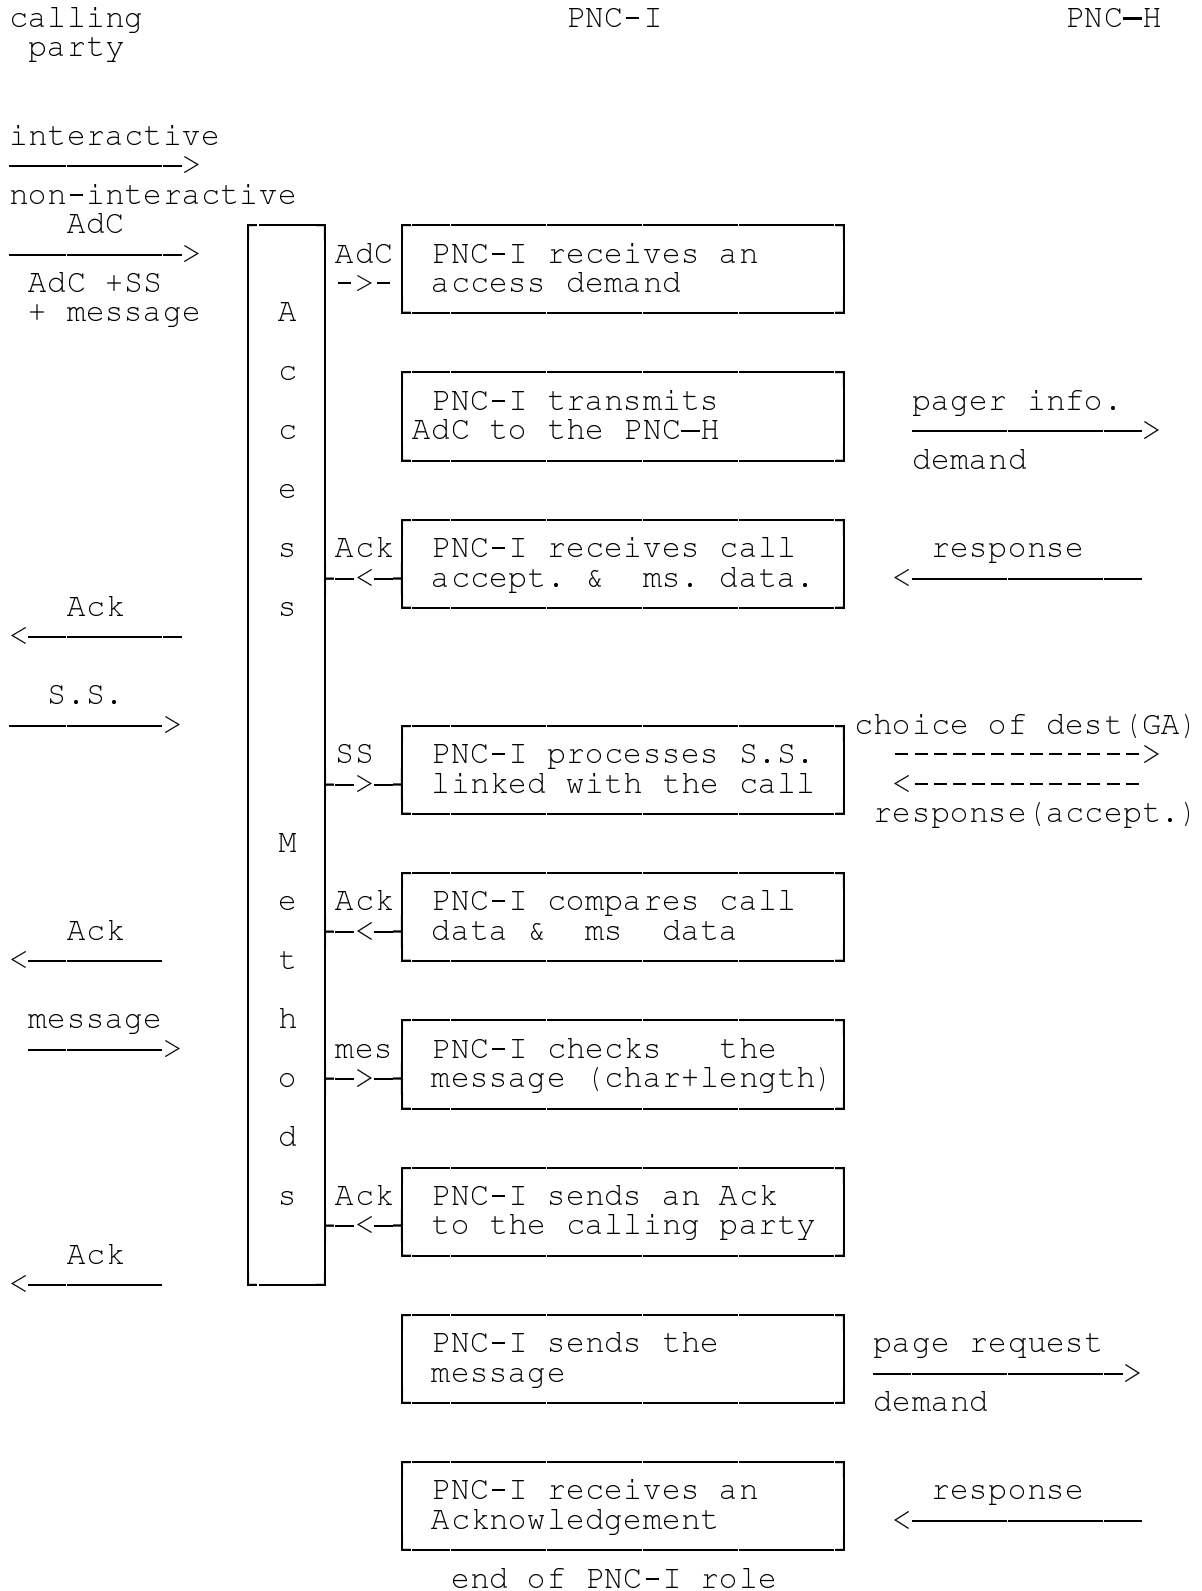 calling PNC-I PNC-H
party
interactive
non-interactive
AdC
AdC PNC-I receives an
AdC +SS ->- access demand
+ message
A
c
PNC-I transmits pager info.
c AdC to the PNC-H
demand
e
s Ack PNC-I receives call response
accept. & ms. data.
Ack s
S.S.
choice of dest(GA)
SS PNC-I processes S.S.
linked with the call
response(accept.)
M
e Ack PNC-I compares call
Ack data & ms data
t
message h
mes PNC-I checks the
o message (char+length)
d
s Ack PNC-I sends an Ack
to the calling party
Ack
PNC-I sends the page request
message
demand
PNC-I receives an response
Acknowledgement
end of PNC-I role